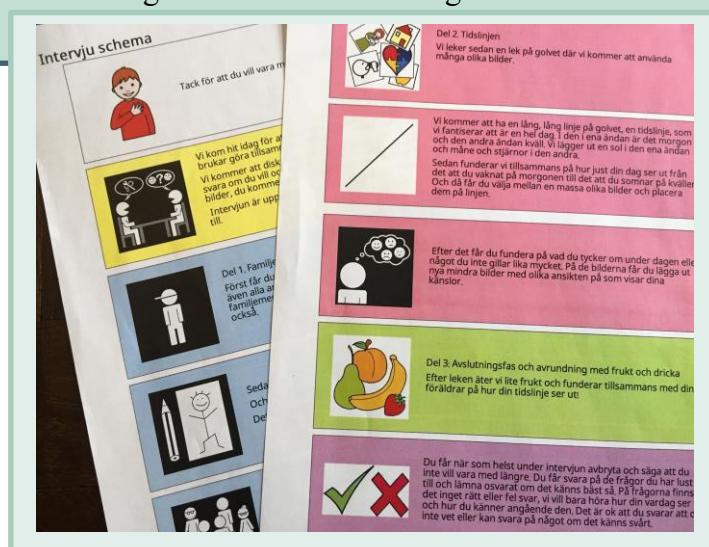 Intervju schema
Tack för att du vill vara m
Vi kom hit idag för a
brukar göra tillsam
Vi kommer att disk
svara om du vill oc
bilder, du komme
Intervjun är upp
till.
Del 1. Familje
Först får du
även alla a
familjeme
också.
Seda
Och
De
Del 2. Tidslinjen
Vi leker sedan en lek på golvet där vi kommer att använda
många olika bilder.
Vi kommer att ha en lång, lång linje på golvet, en tidslinje, som
vi fantiserar att är en hel dag. I den i ena ändan är det morgon
och den andra ändan kväll. Vi lägger ut en sol i den ena ändan
och måne och stjärnor i den andra.
Sedan funderar vi tillsammans på hur just din dag ser ut från
det att du vaknat på morgonen till det att du somnar på kvällen
Och då får du välja mellan en massa olika bilder och placera
dem på linjen.
Efter det får du fundera på vad du tycker om under dagen elle
något du inte gillar lika mycket. På de bilderna får du lägga ut
nya mindre bilder med olika ansikten på som visar dina
känslor.
Del 3: Avslutningsfas och avrundning med frukt och dricka
Efter leken äter vi lite frukt och funderar tillsammans med din
föräldrar på hur din tidslinje ser ut!
Du får när som helst under intervjun avbryta och säga att du
inte vill vara med längre. Du får svara på de frågor du har lust
till och lämna osvarat om det känns bäst så. På frågorna finns
det inget rätt eller fel svar, vi vill bara höra hur din vardag ser
och hur du känner angående den. Det är ok att du svarar att d
inte vet eller kan svara på något om det känns svårt.